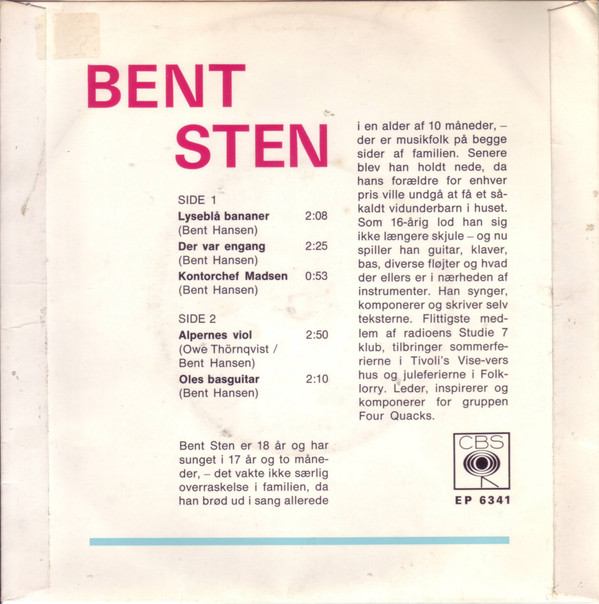 BENT
STEN
SIDE 1
Lyseblå bananer 2:08
(Bent Hansen)
Der var engang 2:25
(Bent Hansen)
Kontorchef Madsen 0:53
(Bent Hansen)
SIDE 2
Alpernes viol 2:50
(Owe Thörnqvist /
Bent Hansen)
Oles basguitar 2:10
(Bent Hansen)
Bent Sten er 18 år og har
sunget i 17 år og to måne-
der, – det vakte ikke særlig
overraskelse i familien, da
han brød ud i sang allerede
i en alder af 10 måneder, –
der er musikfolk på begge
sider af familien. Senere
blev han holdt nede, da
hans forældre for enhver
pris ville undgå at få et så-
kaldt vidunderbarn i huset.
Som 16-årig lod han sig
ikke længere skjule – og nu
spiller han guitar, klaver,
bas, diverse fløjter og hvad
der ellers er i nærheden af
instrumenter. Han synger,
komponerer og skriver selv
teksterne. Flittigste med-
lem af radioens Studie 7
klub, tilbringer sommerfe-
rierne i Tivoli's Vise-vers
hus og juleferierne i Folk-
lorry. Leder, inspirerer og
komponerer for gruppen
Four Quacks.
CBS
EP 6341